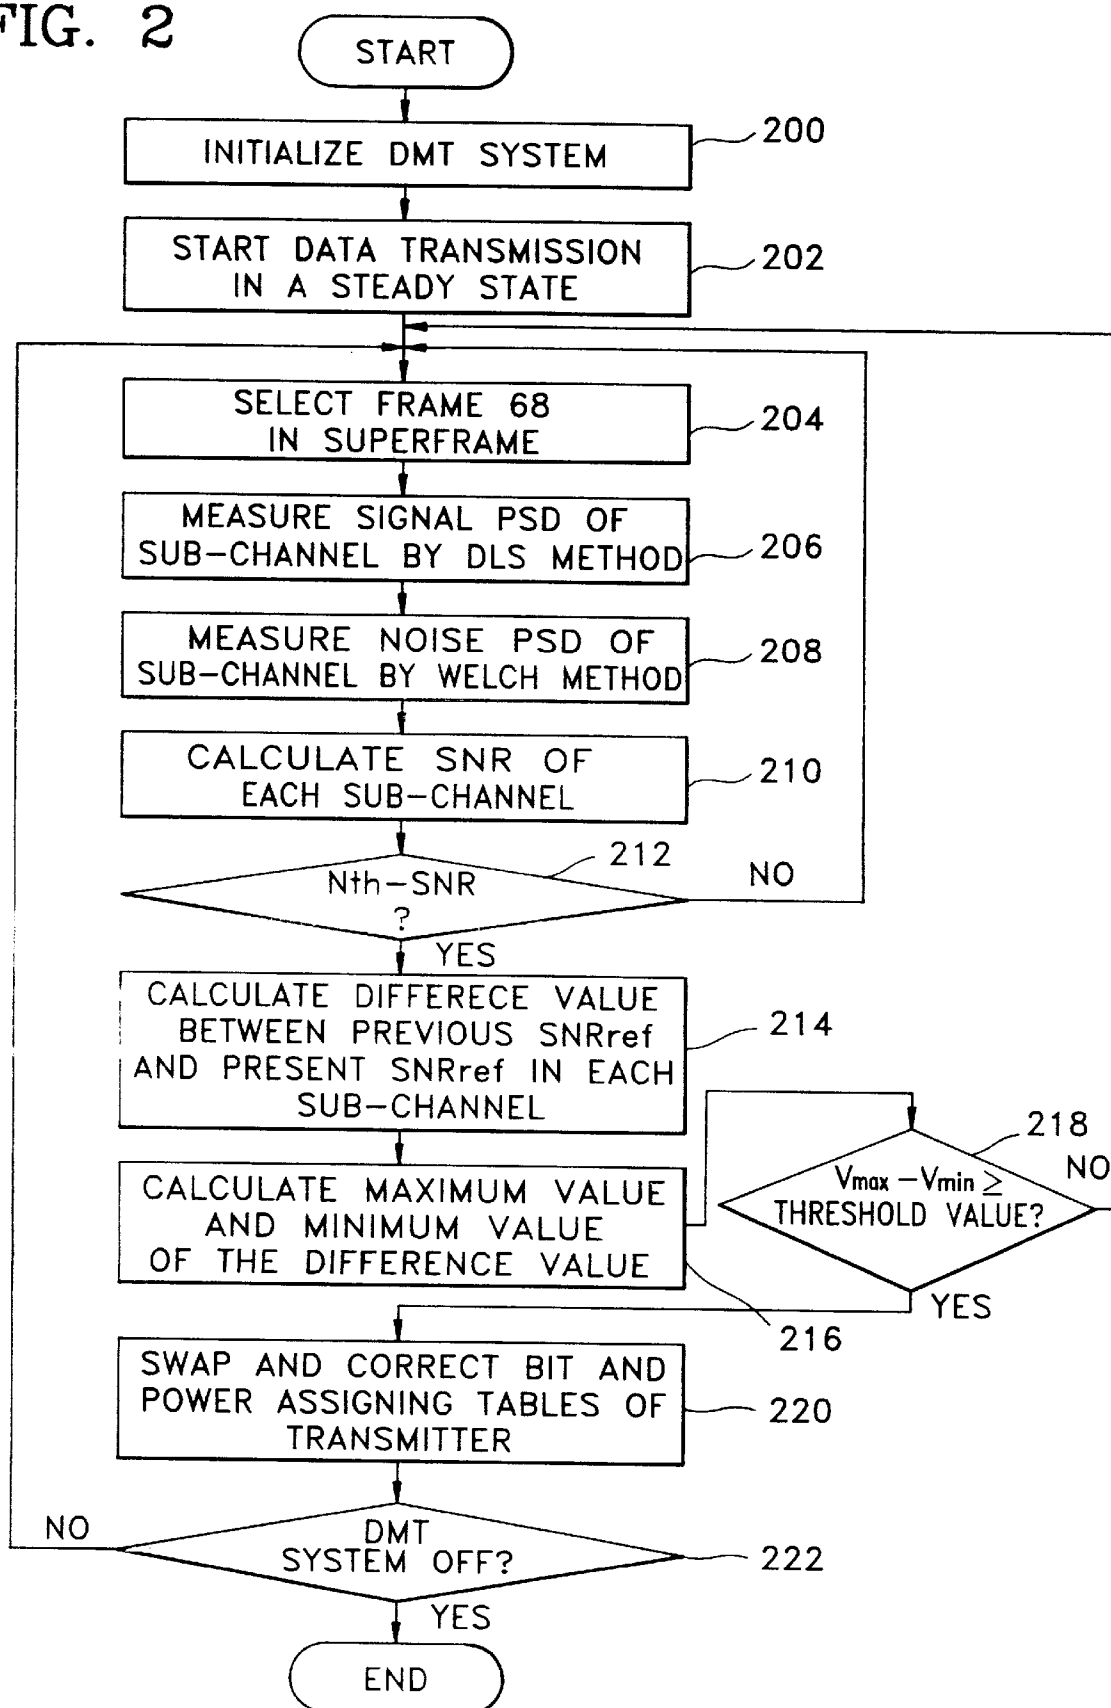 FIG. 2
START
INITIALIZE DMT SYSTEM
200
START DATA TRANSMISSION
IN A STEADY STATE
202
SELECT FRAME 68
IN SUPERFRAME
204
MEASURE SIGNAL PSD OF
SUB-CHANNEL BY DLS METHOD
206
MEASURE NOISE PSD OF
SUB-CHANNEL BY WELCH METHOD
208
CALCULATE SNR OF
EACH SUB-CHANNEL
210
Nth-SNR
?
212
NO
YES
CALCULATE DIFFERECE VALUE
BETWEEN PREVIOUS SNRref
AND PRESENT SNRref IN EACH
SUB-CHANNEL
214
CALCULATE MAXIMUM VALUE
AND MINIMUM VALUE
OF THE DIFFERENCE VALUE
216
Vmax -Vmin ≥
THRESHOLD VALUE?
218
NO
YES
SWAP AND CORRECT BIT AND
POWER ASSIGNING TABLES OF
TRANSMITTER
220
DMT
SYSTEM OFF?
222
NO
YES
END